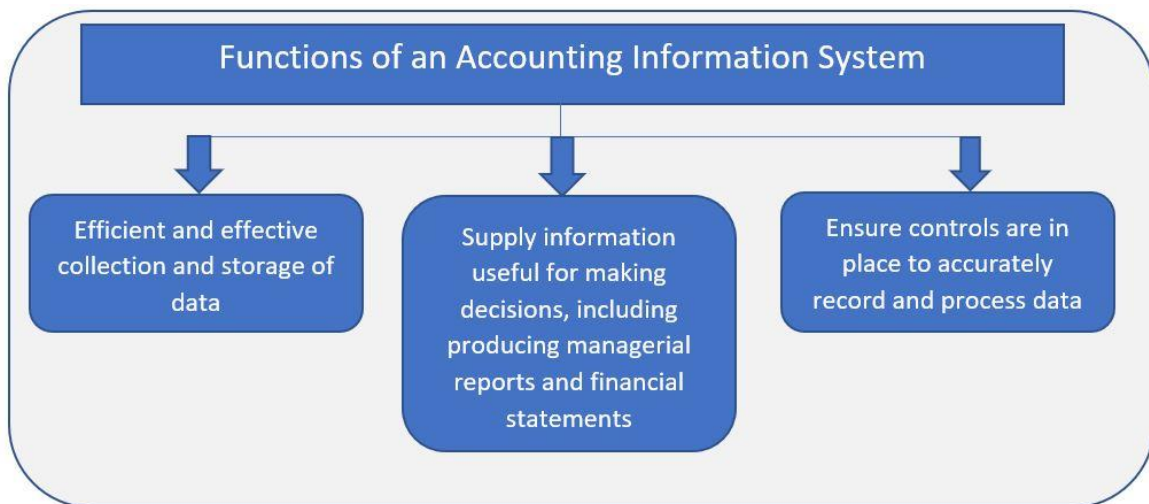 Functions of an Accounting Information System
Efficient and effective
collection and storage of
data
Supply information
useful for making
decisions, including
producing managerial
reports and financial
statements
Ensure controls are in
place to accurately
record and process data